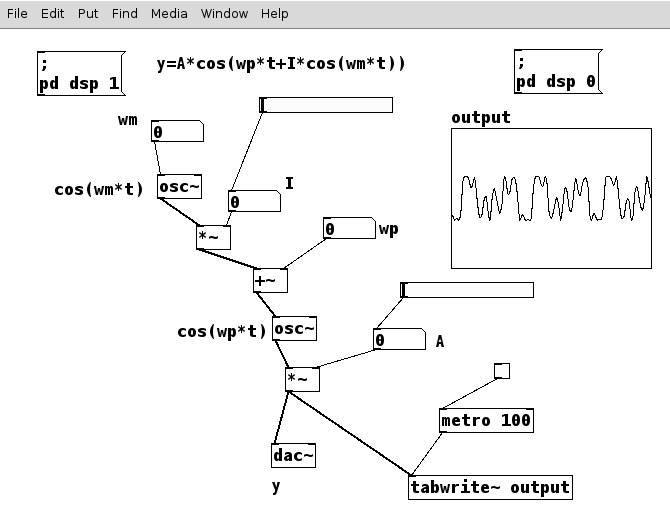 File Edit Put Find Media Window Help
;
pd dsp 1
y=A*cos(wp*t+I*cos(wm*t))
;
pd dsp 0
wm
0
output
cos(wm*t)
osc~
I
0
*~
0
wp
+~
cos(wp*t)
osc~
0
A
*~
metro 100
dac~
y
tabwrite~ output